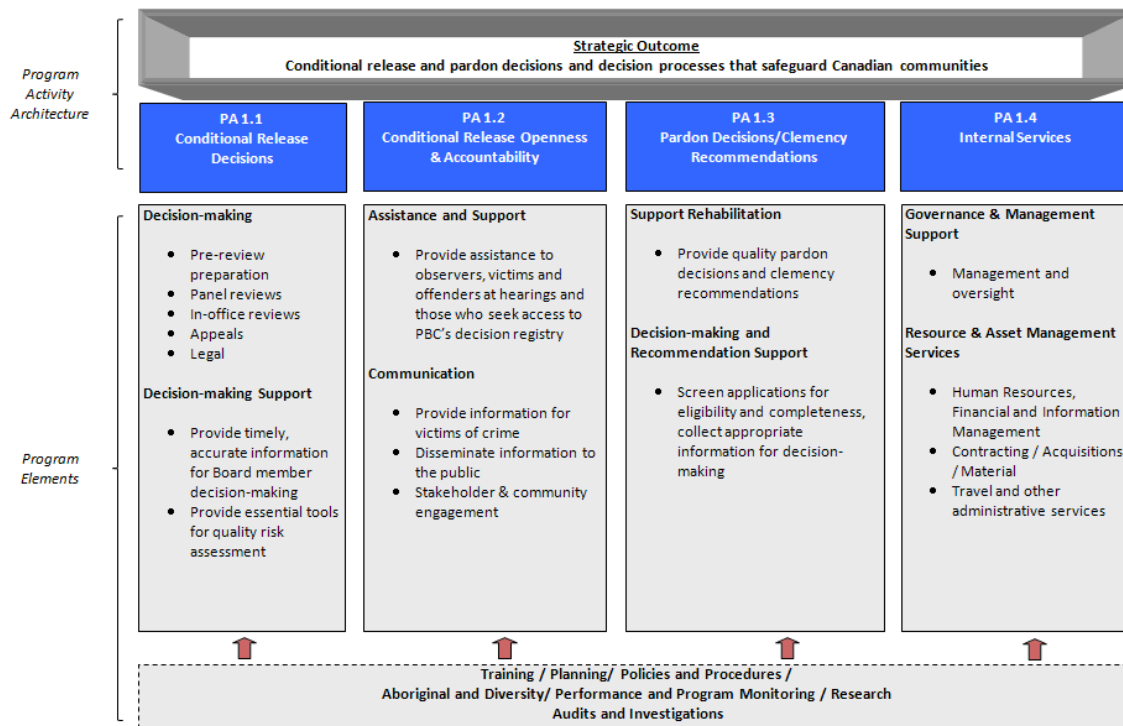 Program
Activity
Architecture
Strategic Outcome
Conditional release and pardon decisions and decision processes that safeguard Canadian communities
PA 1.1
Conditional Release
Decisions
PA 1.2
Conditional Release Openness
& Accountability
PA 1.3
Pardon Decisions/Clemency
Recommendations
PA 1.4
Internal Services
Program
Elements
Decision-making
• Pre-review
preparation
• Panel reviews
• In-office reviews
• Appeals
• Legal
Decision-making Support
• Provide timely,
accurate information
for Board member
decision-making
• Provide essential tools
for quality risk
assessment
Assistance and Support
• Provide assistance to
observers, victims and
offenders at hearings and
those who seek access to
PBC's decision registry
Communication
• Provide information for
victims of crime
• Disseminate information to
the public
• Stakeholder & community
engagement
Support Rehabilitation
• Provide quality pardon
decisions and clemency
recommendations
Decision-making and
Recommendation Support
• Screen applications for
eligibility and completeness,
collect appropriate
information for decision-
making
Governance & Management
Support
• Management and
oversight
Resource & Asset Management
Services
• Human Resources,
Financial and Information
Management
• Contracting / Acquisitions
/ Material
• Travel and other
administrative services
Training / Planning/ Policies and Procedures /
Aboriginal and Diversity/ Performance and Program Monitoring / Research
Audits and Investigations